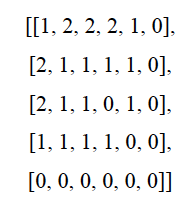 [[1, 2, 2, 2, 1, 0],
[2, 1, 1, 1, 1, 0],
[2, 1, 1, 0, 1, 0],
[1, 1, 1, 1, 0, 0],
[0, 0, 0, 0, 0, 0]]